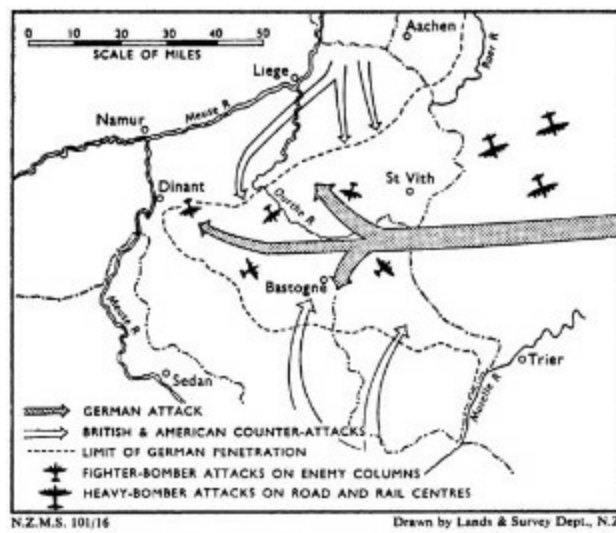 0 10 20 30 40 50
SCALE OF MILES
Aachen
Roer R
Liege
Meuse R
Namur
Dinant
Ourthe R
St Vith
Bastogne
Meuse R
Sedan
Trier
Moselle R
GERMAN ATTACK
BRITISH & AMERICAN COUNTER-ATTACKS
LIMIT OF GERMAN PENETRATION
FIGHTER-BOMBER ATTACKS ON ENEMY COLUMNS
HEAVY-BOMBER ATTACKS ON ROAD AND RAIL CENTRES
N.Z.M.S. 101/16 Drawn by Lands & Survey Dept., N.Z